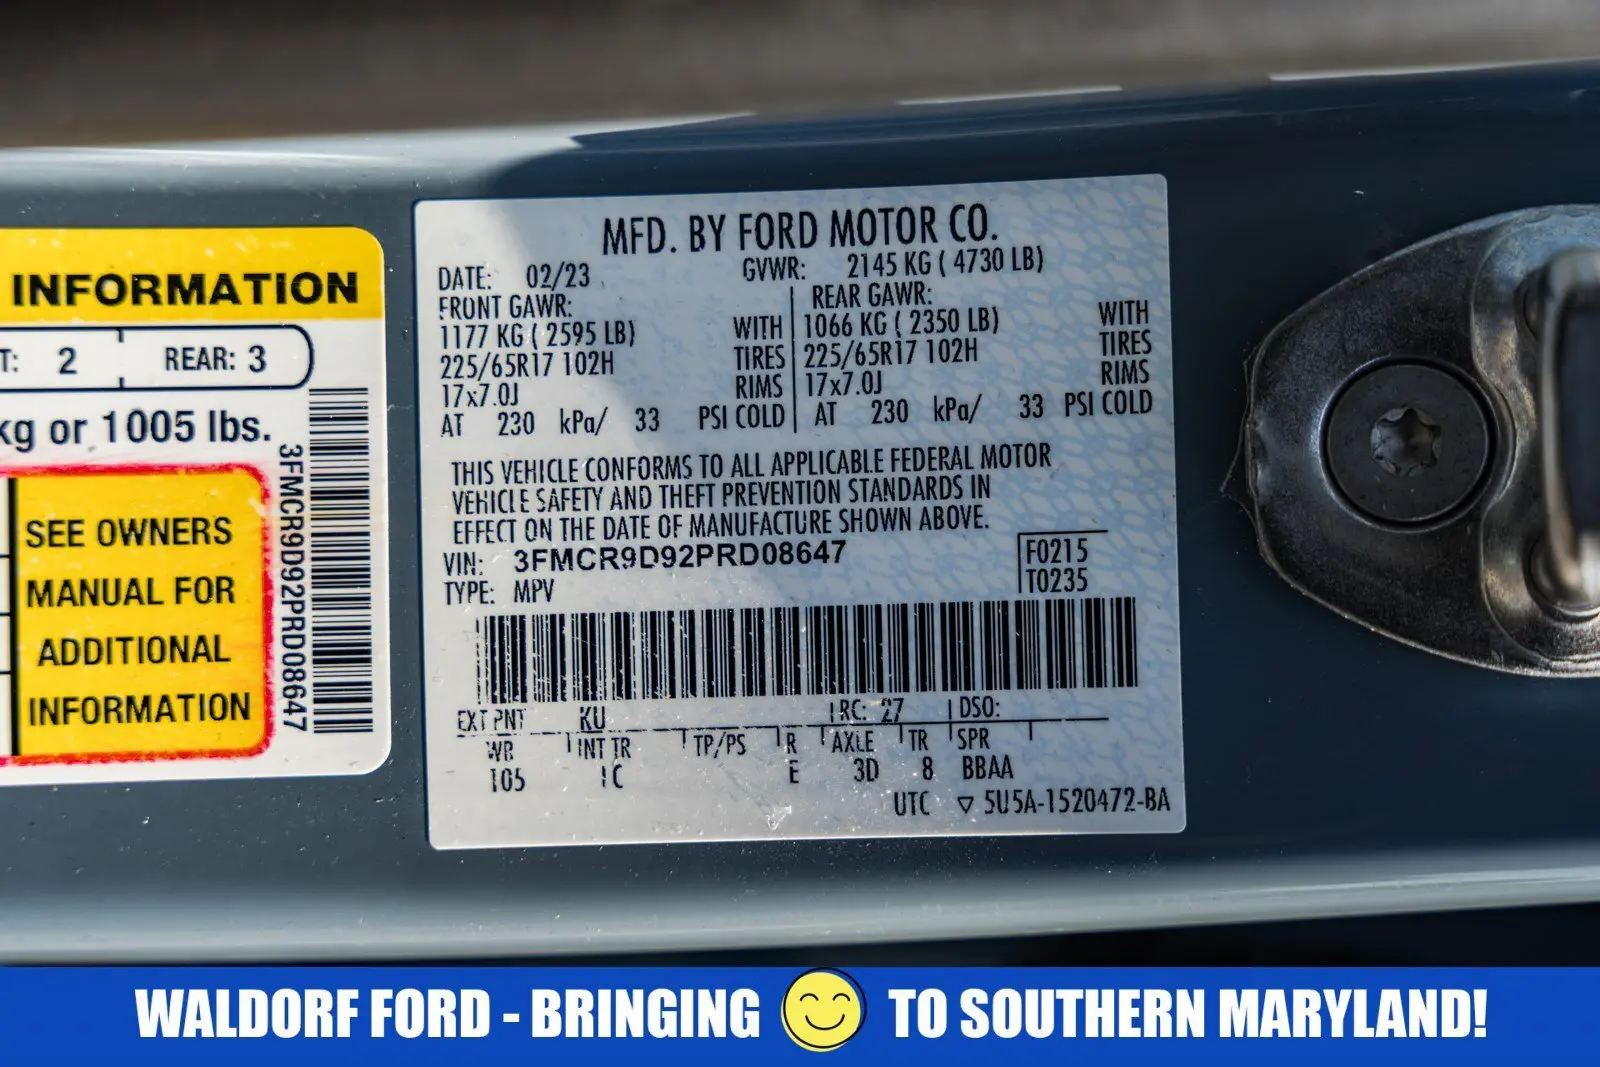 INFORMATION
T: 2 REAR: 3
kg or 1005 lbs.
SEE OWNERS
MANUAL FOR
ADDITIONAL
INFORMATION
3FMCR9D92PRD08647
MFD. BY FORD MOTOR CO.
DATE: 02/23 GVWR: 2145 KG ( 4730 LB)
FRONT GAWR: REAR GAWR:
1177 KG ( 2595 LB) WITH 1066 KG ( 2350 LB) WITH
225/65R17 102H TIRES 225/65R17 102H TIRES
17x7.0J RIMS 17x7.0J RIMS
AT 230 kPa/ 33 PSI COLD AT 230 kPa/ 33 PSI COLD
THIS VEHICLE CONFORMS TO ALL APPLICABLE FEDERAL MOTOR
VEHICLE SAFETY AND THEFT PREVENTION STANDARDS IN
EFFECT ON THE DATE OF MANUFACTURE SHOWN ABOVE.
VIN: 3FMCR9D92PRD08647 F0215
TYPE: MPV T0235
EXT PNT KU RC: 27 DSO:
WB INT TR TP/PS R AXLE TR SPR
105 IC E 3D 8 BBAA
UTC ▽ 5U5A-1520472-BA
WALDORF FORD - BRINGING 😊 TO SOUTHERN MARYLAND!